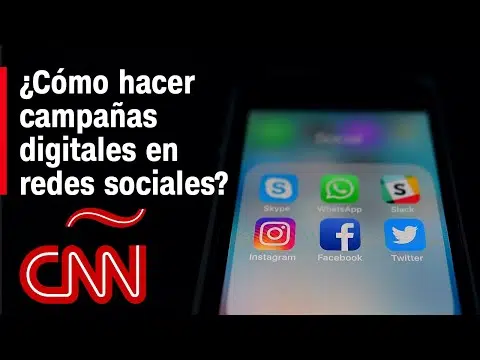 ¿Cómo hacer
campañas
digitales en
redes sociales?
CNN
Social
Skype
WhatsApp
Slack
Instagram
Facebook
Twitter